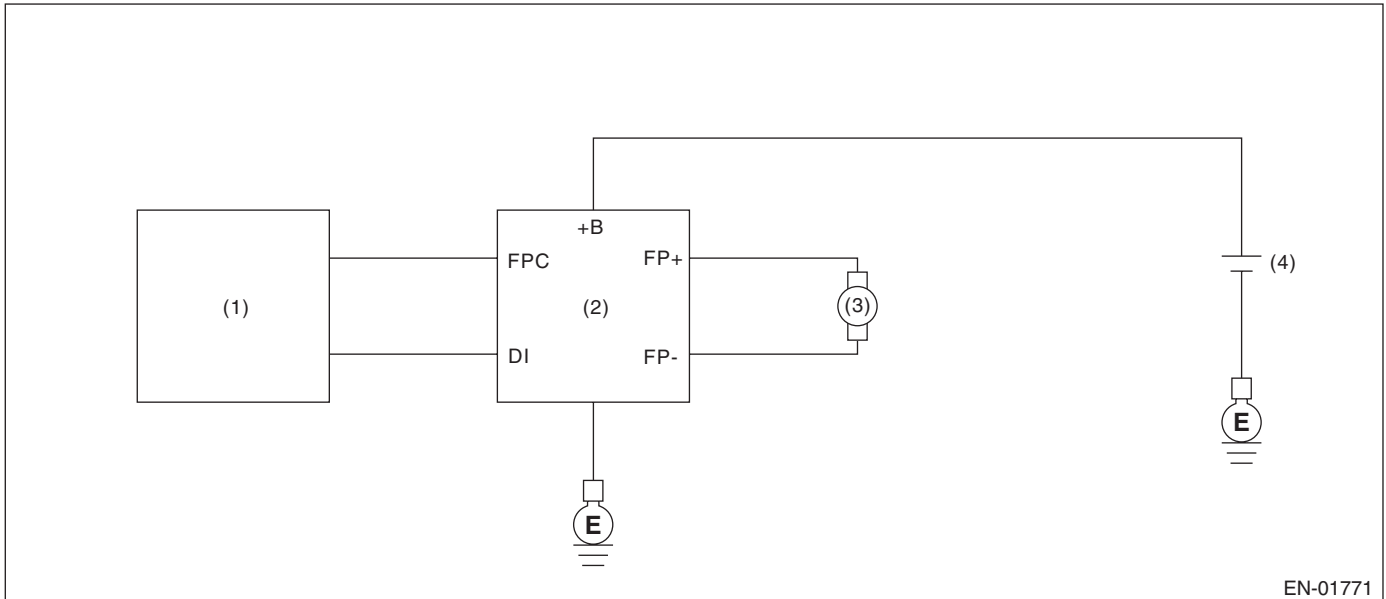 +B
FPC
FP+
(1)
(2)
(3)
(4)
DI
FP-
E
E
EN-01771